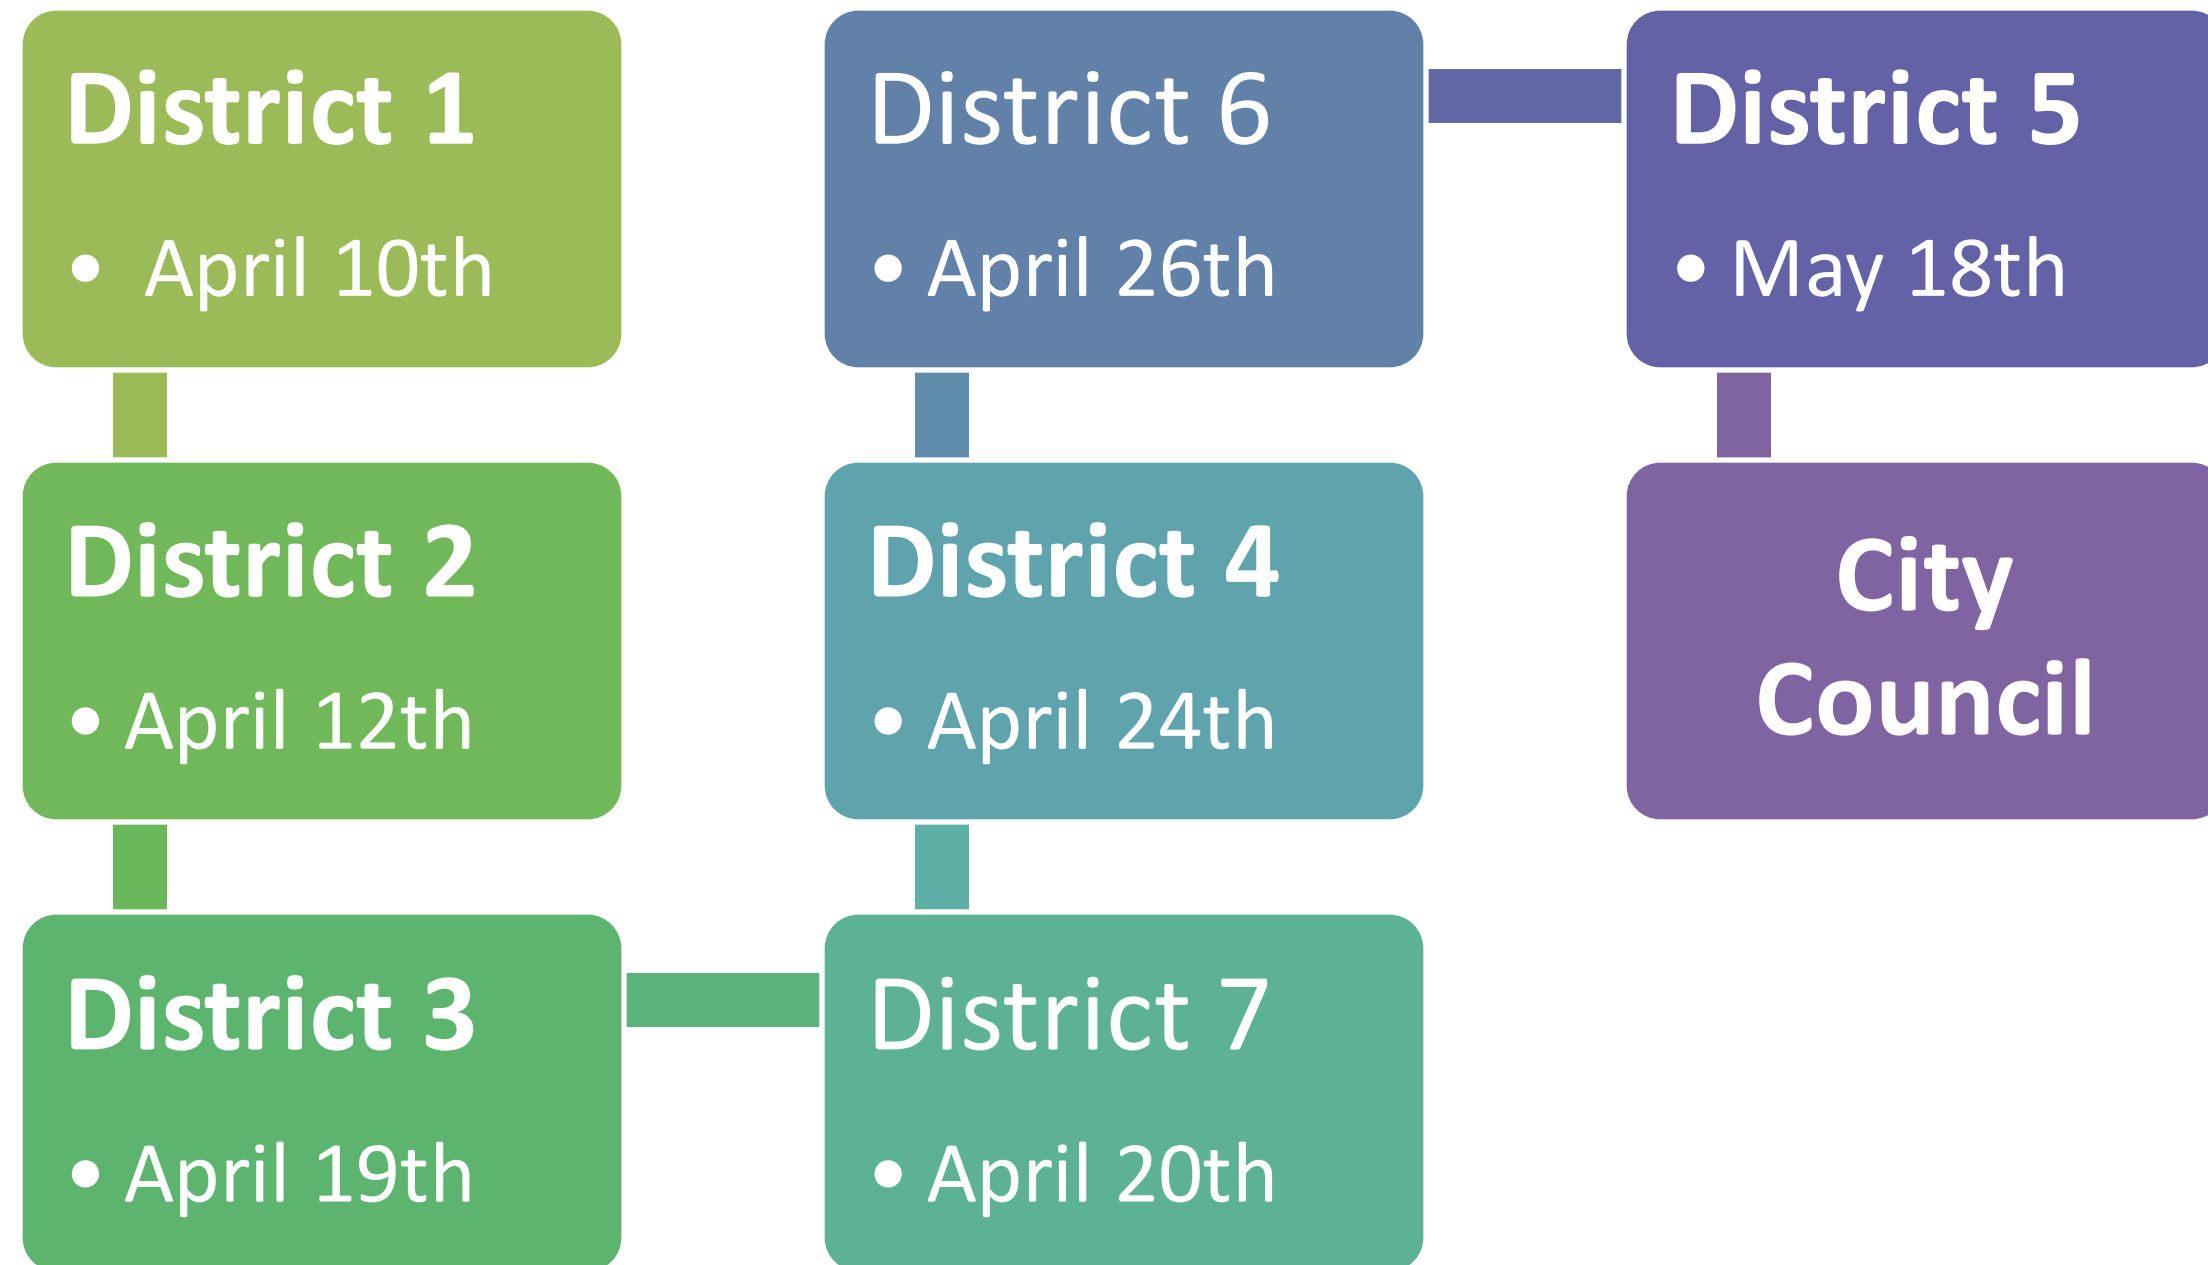 District 1
• April 10th
District 2
• April 12th
District 3
• April 19th
District 7
• April 20th
District 4
• April 24th
District 6
• April 26th
District 5
• May 18th
City
Council